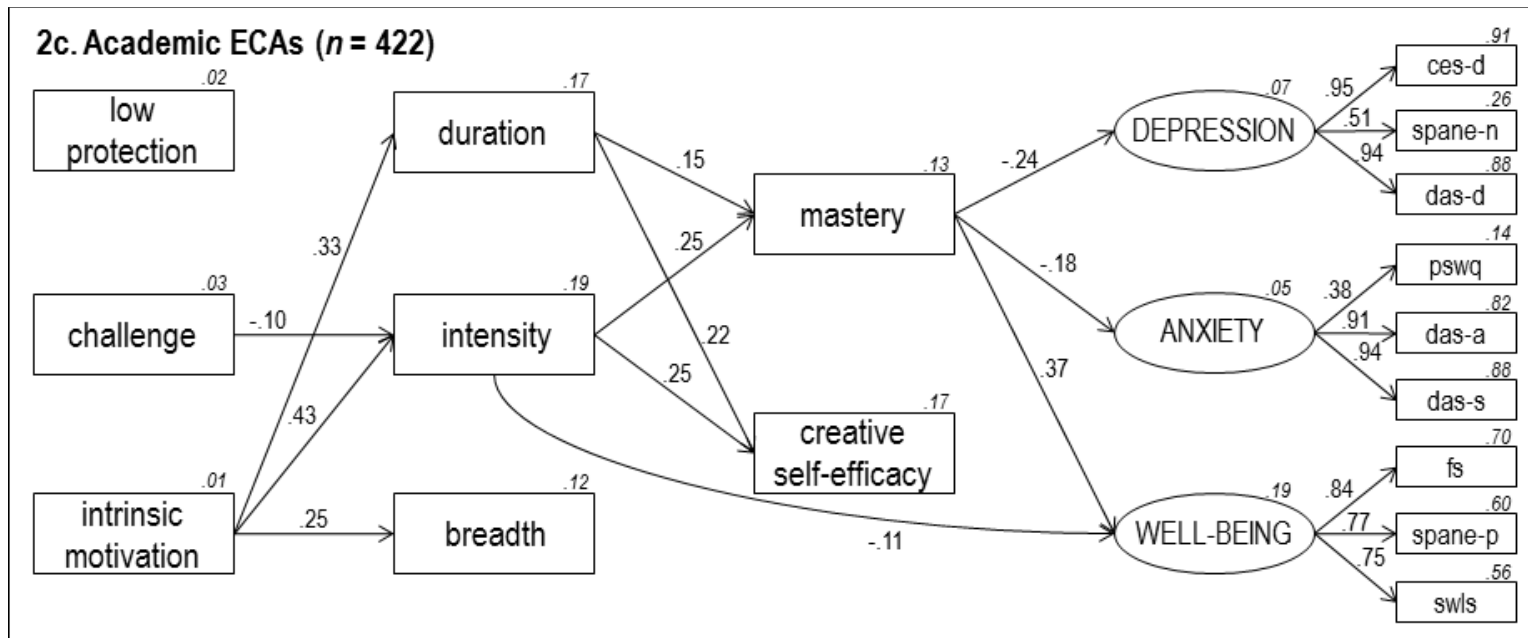 2c. Academic ECAs (n = 422)
.02
low
protection
.17
duration
.07
DEPRESSION
.91
ces-d
.95
.26
spane-n
.51
.88
das-d
.94
.15
-.24
.13
mastery
.33
.25
-.18
.03
challenge
-.10
.19
intensity
.05
ANXIETY
.14
pswq
.38
.82
das-a
.91
.88
das-s
.94
.22
.25
.37
.43
.17
creative
self-efficacy
.01
intrinsic
motivation
.25
.12
breadth
-.11
.19
WELL-BEING
.70
fs
.84
.60
spane-p
.77
.56
swls
.75